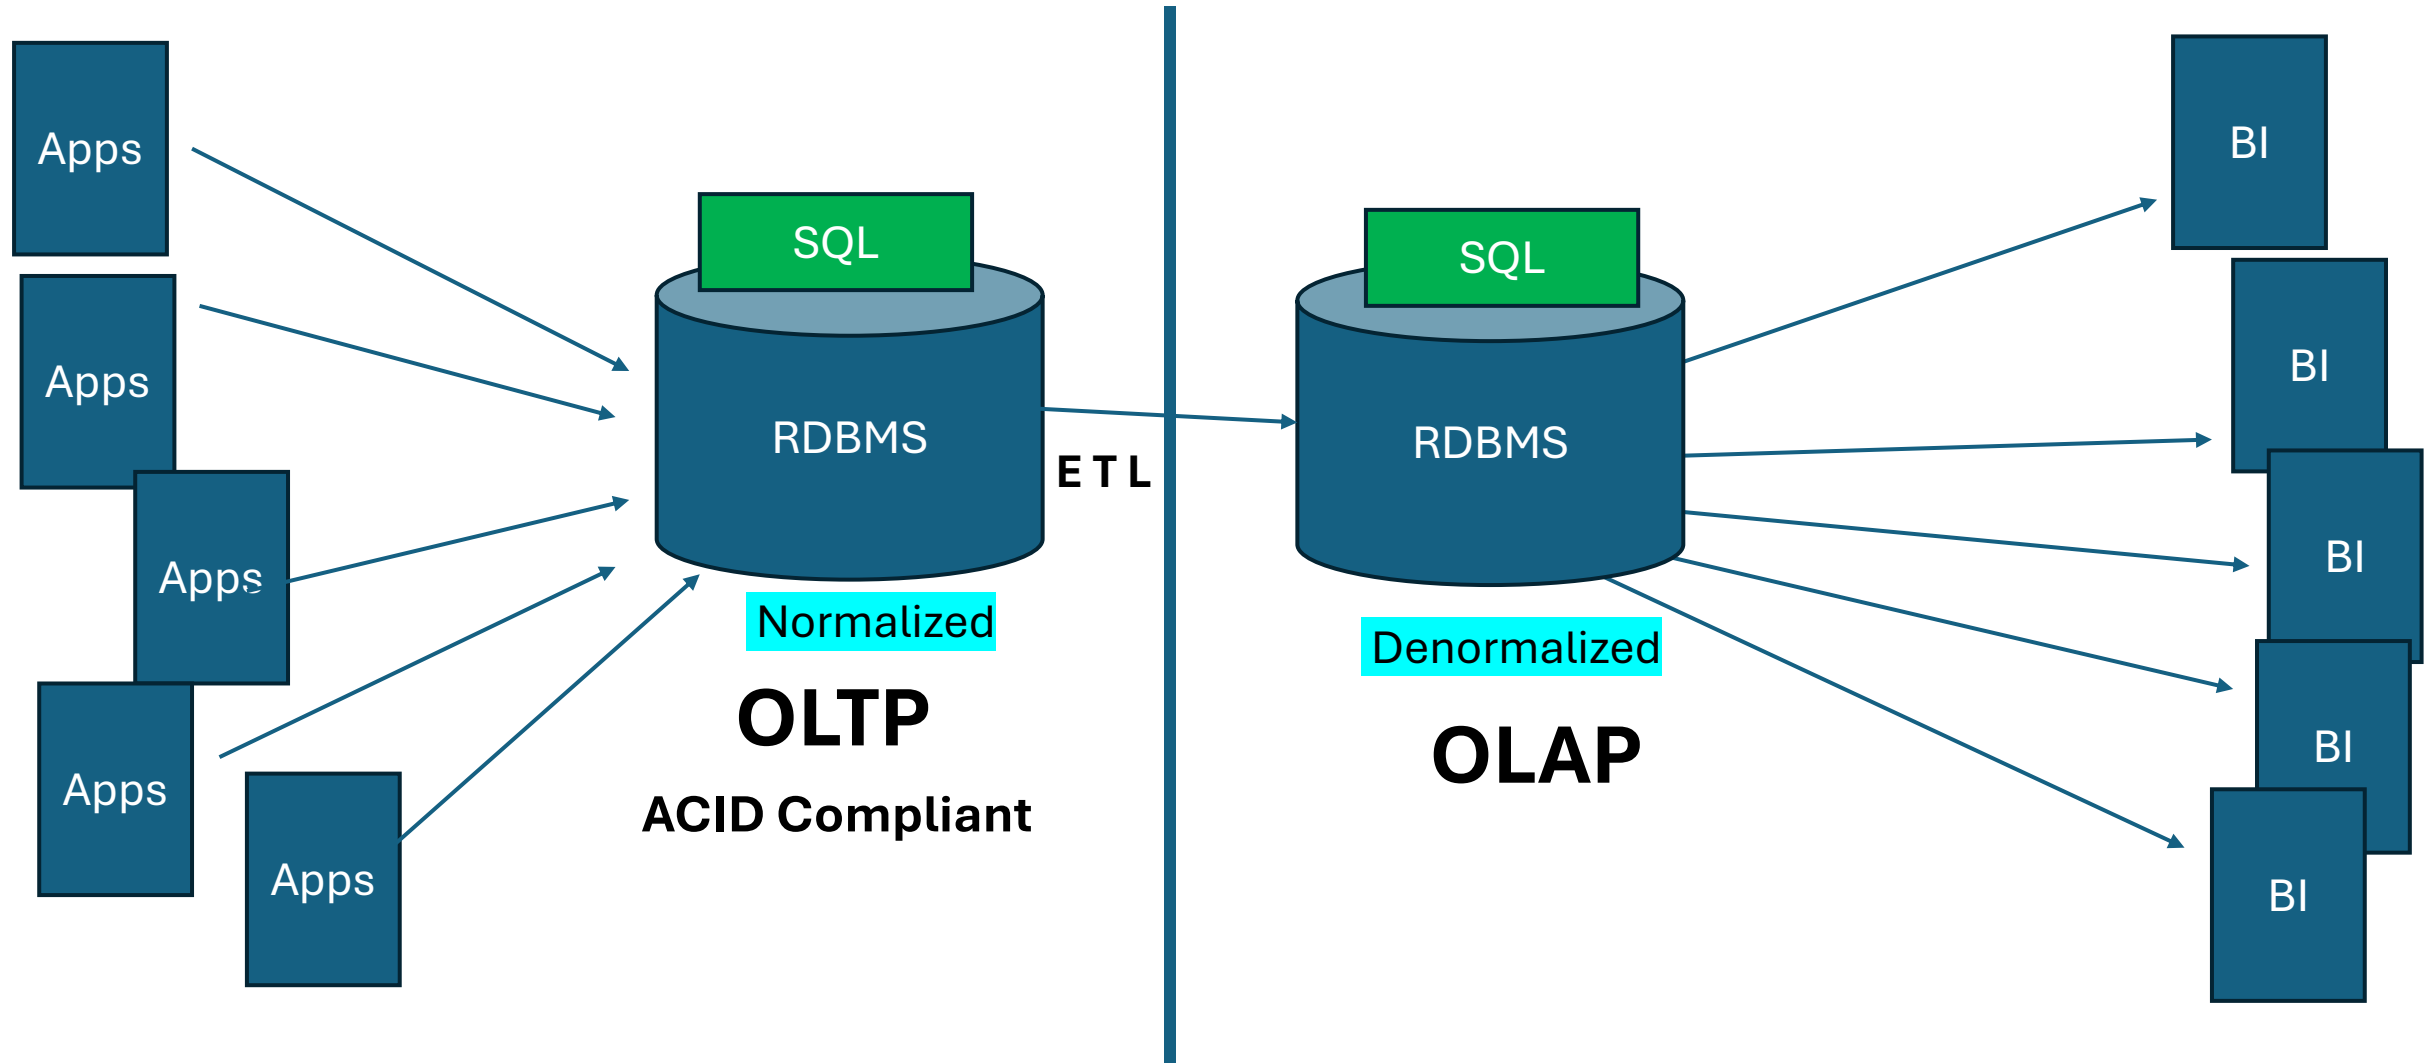 Apps
Apps
Apps
Apps
Apps
SQL
RDBMS
Normalized
OLTP
ACID Compliant
E T L
SQL
RDBMS
Denormalized
OLAP
BI
BI
BI
BI
BI